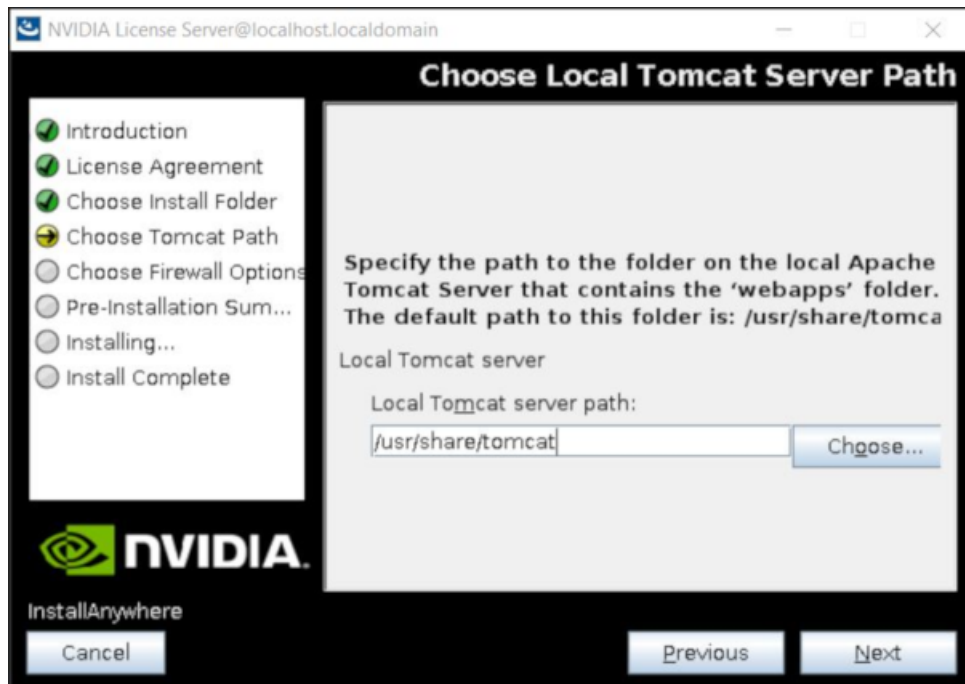 NVIDIA License Server@localhost.localdomain
Choose Local Tomcat Server Path
Introduction
License Agreement
Choose Install Folder
Choose Tomcat Path
Choose Firewall Options
Pre-Installation Sum...
Installing...
Install Complete
Specify the path to the folder on the local Apache
Tomcat Server that contains the ‘webapps’ folder.
The default path to this folder is: /usr/share/tomca
Local Tomcat server
Local Tomcat server path:
/usr/share/tomcat
Choose...
NVIDIA.
InstallAnywhere
Cancel
Previous
Next